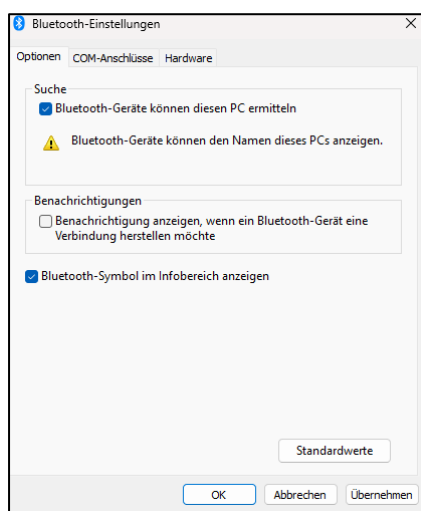 Bluetooth-Einstellungen
Optionen COM-Anschlüsse Hardware
Suche
Bluetooth-Geräte können diesen PC ermitteln
Bluetooth-Geräte können den Namen dieses PCs anzeigen.
Benachrichtigungen
Benachrichtigung anzeigen, wenn ein Bluetooth-Gerät eine
Verbindung herstellen möchte
Bluetooth-Symbol im Infobereich anzeigen
Standardwerte
OK Abbrechen Übernehmen